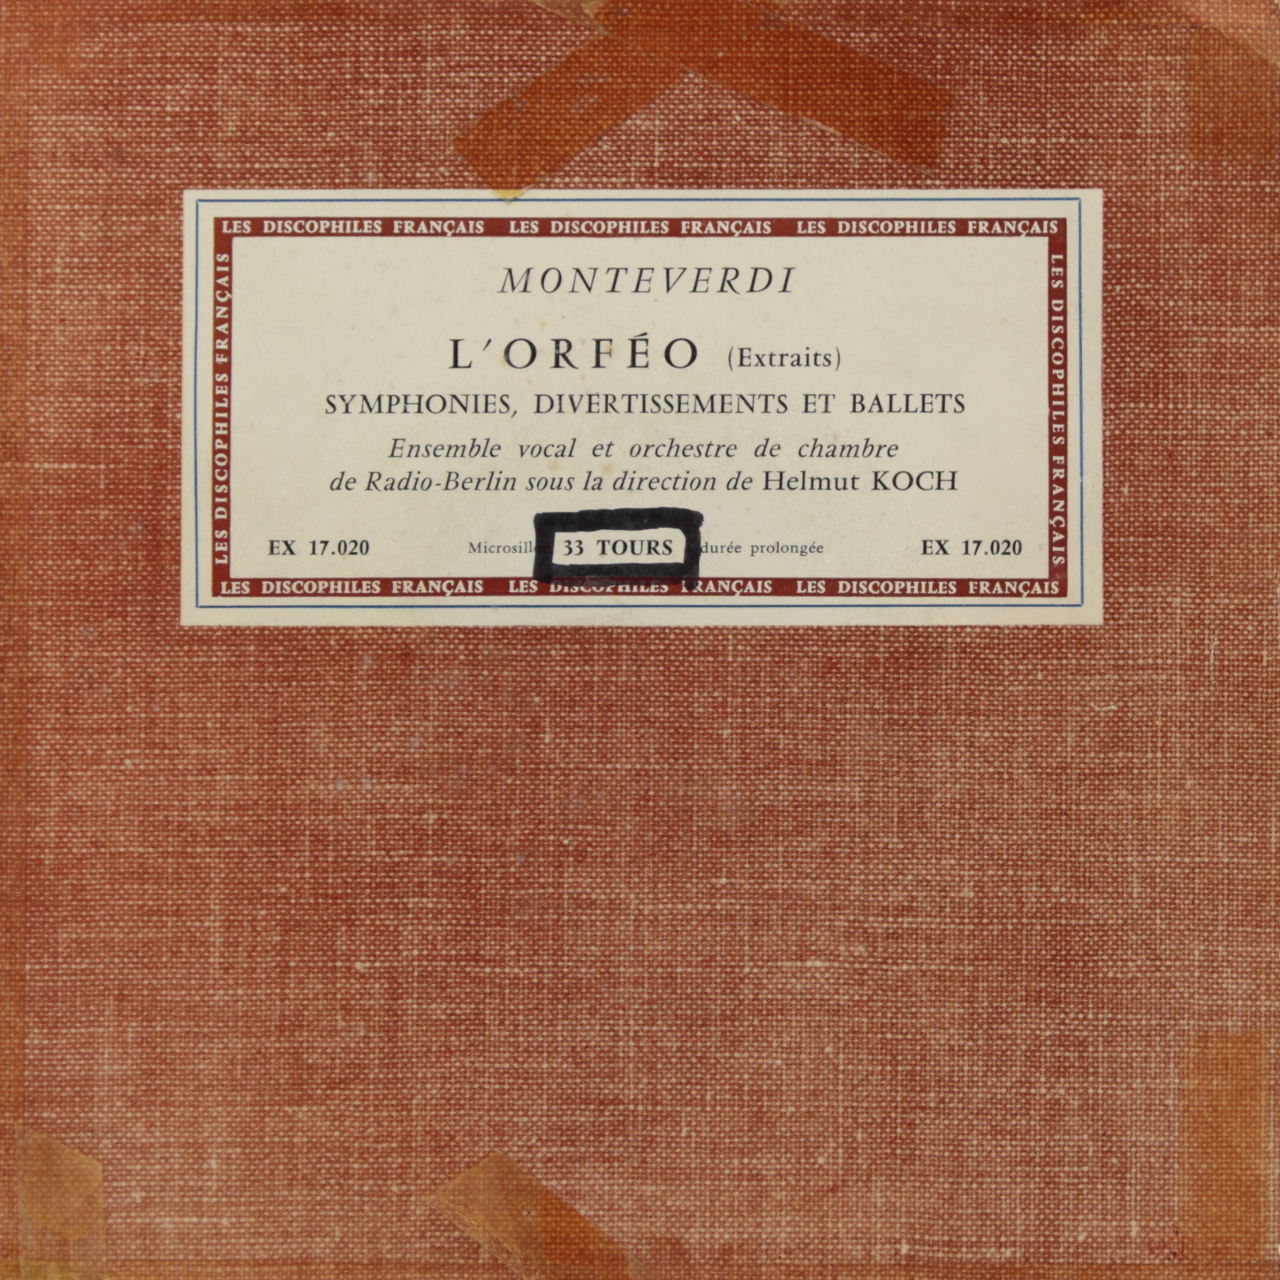 LES DISCOPHILES FRANÇAIS LES DISCOPHILES FRANÇAIS LES DISCOPHILES FRANÇAIS
LES DISCOPHILES FRANÇAIS
LES DISCOPHILES FRANÇAIS
MONTEVERDI
L'ORFÉO (Extraits)
SYMPHONIES, DIVERTISSEMENTS ET BALLETS
Ensemble vocal et orchestre de chambre
de Radio-Berlin sous la direction de Helmut KOCH
EX 17.020 33 TOURS durée prolongée EX 17.020
LES DISCOPHILES FRANÇAIS LES DISCOPHILES FRANÇAIS LES DISCOPHILES FRANÇAIS